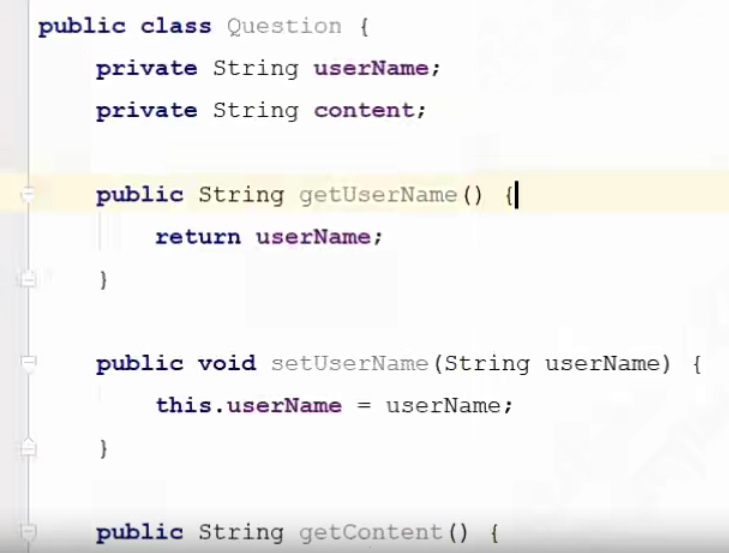 public class Question {
private String userName;
private String content;
public String getUserName() {
return userName;
}
public void setUserName(String userName) {
this.userName = userName;
}
public String getContent() {